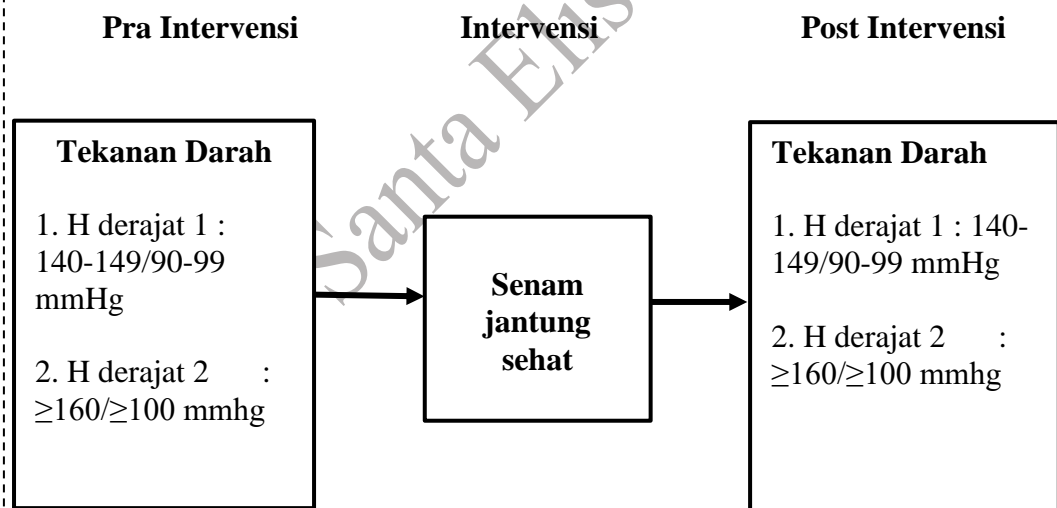 Pra Intervensi
Intervensi
Post Intervensi
Tekanan Darah
1. H derajat 1 :
140-149/90-99
mmHg
2. H derajat 2 :
≥160/≥100 mmhg
Senam
jantung
sehat
Tekanan Darah
1. H derajat 1 : 140-
149/90-99 mmHg
2. H derajat 2 :
≥160/≥100 mmhg
Santa